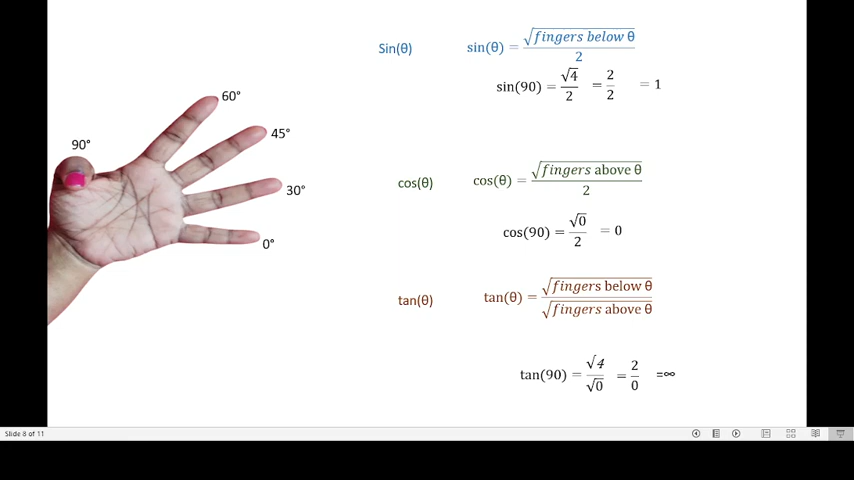 Sin(θ) sin(θ) = √fingers below θ / 2
sin(90) = √4 / 2 = 2 / 2 = 1
60°
45°
90°
cos(θ) cos(θ) = √fingers above θ / 2
30°
cos(90) = √0 / 2 = 0
0°
tan(θ) tan(θ) = √fingers below θ / √fingers above θ
tan(90) = √4 / √0 = 2 / 0 =∞
Slide 8 of 11